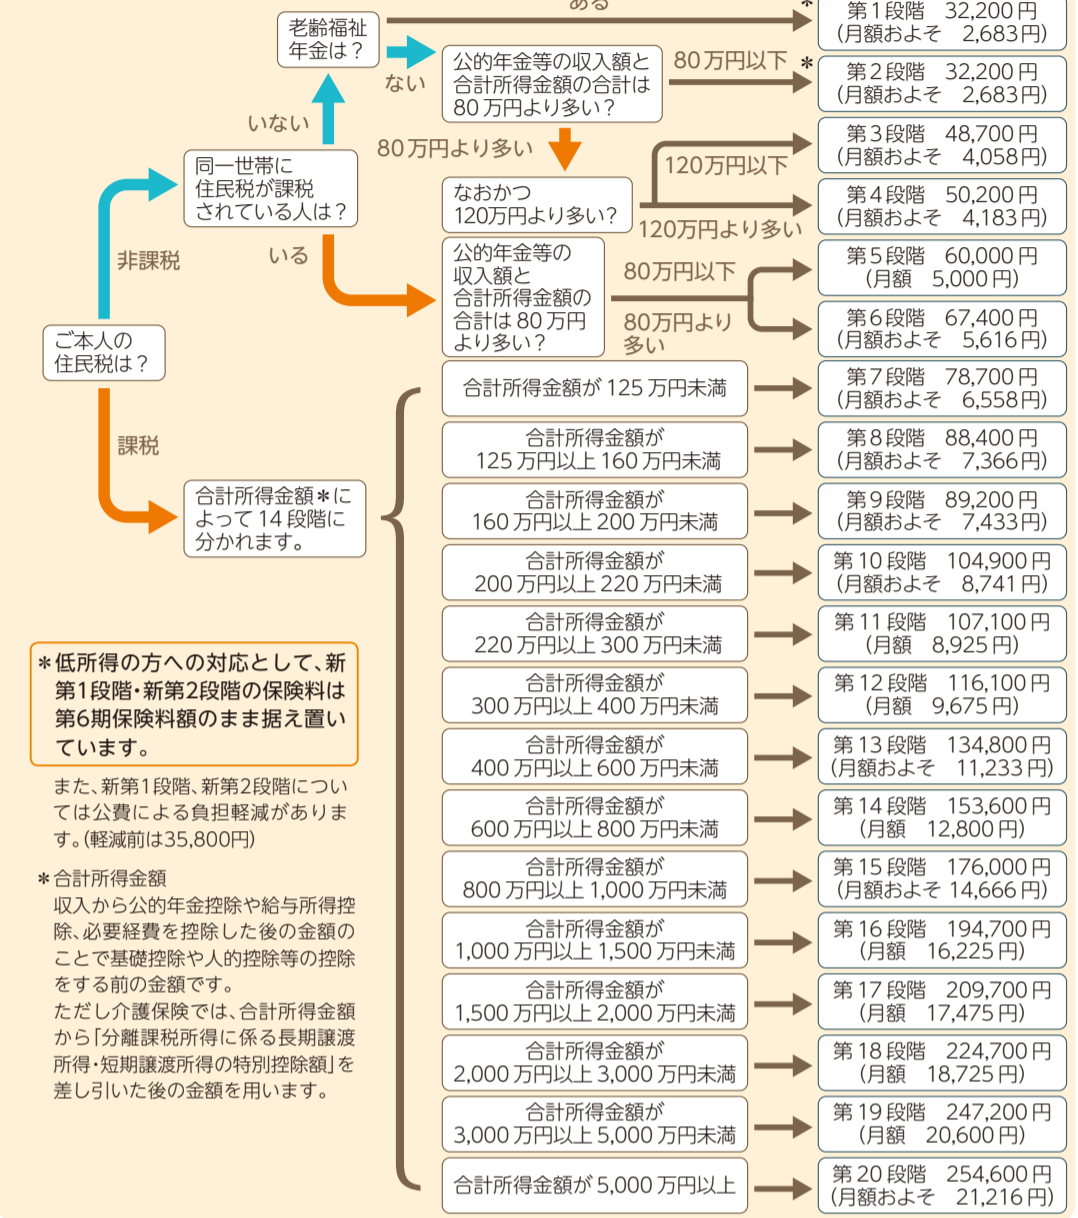 ある
*
第1段階 32,200円
(月額およそ 2,683円)
老齢福祉
年金は？
ない
公的年金等の収入額と
合計所得金額の合計は
80万円より多い？
80万円以下
*
第2段階 32,200円
(月額およそ 2,683円)
いない
80万円より多い
第3段階 48,700円
(月額およそ 4,058円)
120万円以下
同一世帯に
住民税が課税
されている人は？
なおかつ
120万円より多い？
第4段階 50,200円
(月額およそ 4,183円)
120万円より多い
非課税
いる
公的年金等の
収入額と
合計所得金額の
合計は80万円
より多い？
80万円以下
第5段階 60,000円
(月額 5,000円)
80万円より
多い
第6段階 67,400円
(月額およそ 5,616円)
ご本人の
住民税は？
課税
合計所得金額*に
よって14段階に
分かれます。
合計所得金額が125万円未満
第7段階 78,700円
(月額およそ 6,558円)
合計所得金額が
125万円以上160万円未満
第8段階 88,400円
(月額およそ 7,366円)
合計所得金額が
160万円以上200万円未満
第9段階 89,200円
(月額およそ 7,433円)
合計所得金額が
200万円以上220万円未満
第10段階 104,900円
(月額およそ 8,741円)
合計所得金額が
220万円以上300万円未満
第11段階 107,100円
(月額 8,925円)
合計所得金額が
300万円以上400万円未満
第12段階 116,100円
(月額 9,675円)
合計所得金額が
400万円以上600万円未満
第13段階 134,800円
(月額およそ 11,233円)
合計所得金額が
600万円以上800万円未満
第14段階 153,600円
(月額 12,800円)
合計所得金額が
800万円以上1,000万円未満
第15段階 176,000円
(月額およそ14,666円)
合計所得金額が
1,000万円以上1,500万円未満
第16段階 194,700円
(月額 16,225円)
合計所得金額が
1,500万円以上2,000万円未満
第17段階 209,700円
(月額 17,475円)
合計所得金額が
2,000万円以上3,000万円未満
第18段階 224,700円
(月額 18,725円)
合計所得金額が
3,000万円以上5,000万円未満
第19段階 247,200円
(月額 20,600円)
合計所得金額が5,000万円以上
第20段階 254,600円
(月額およそ 21,216円)
*低所得の方への対応として、新
第1段階・新第2段階の保険料は
第6期保険料額のまま据え置い
ています。
また、新第1段階、新第2段階につい
ては公費による負担軽減がありま
す。(軽減前は35,800円)
*合計所得金額
収入から公的年金控除や給与所得控
除、必要経費を控除した後の金額の
ことで基礎控除や人的控除等の控除
をする前の金額です。
ただし介護保険では、合計所得金額
から「分離課税所得に係る長期譲渡
所得・短期譲渡所得の特別控除額」を
差し引いた後の金額を用います。